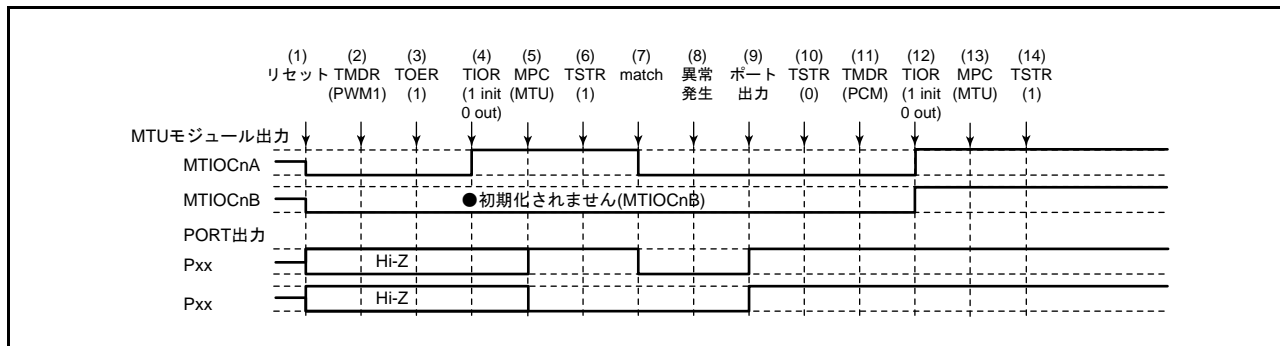 (1) (2) (3) (4) (5) (6) (7) (8) (9) (10) (11) (12) (13) (14)
リセット TMDR TOER TIOR MPC TSTR match 異常 ポート TSTR TMDR TIOR MPC TSTR
(PWM1) (1) (1 init (MTU) (1) 発生 出力 (0) (PCM) (1 init (MTU) (1)
0 out) 0 out)
MTUモジュール出力
MTIOCnA
MTIOCnB ●初期化されません(MTIOCnB)
PORT出力
Pxx Hi-Z
Pxx Hi-Z